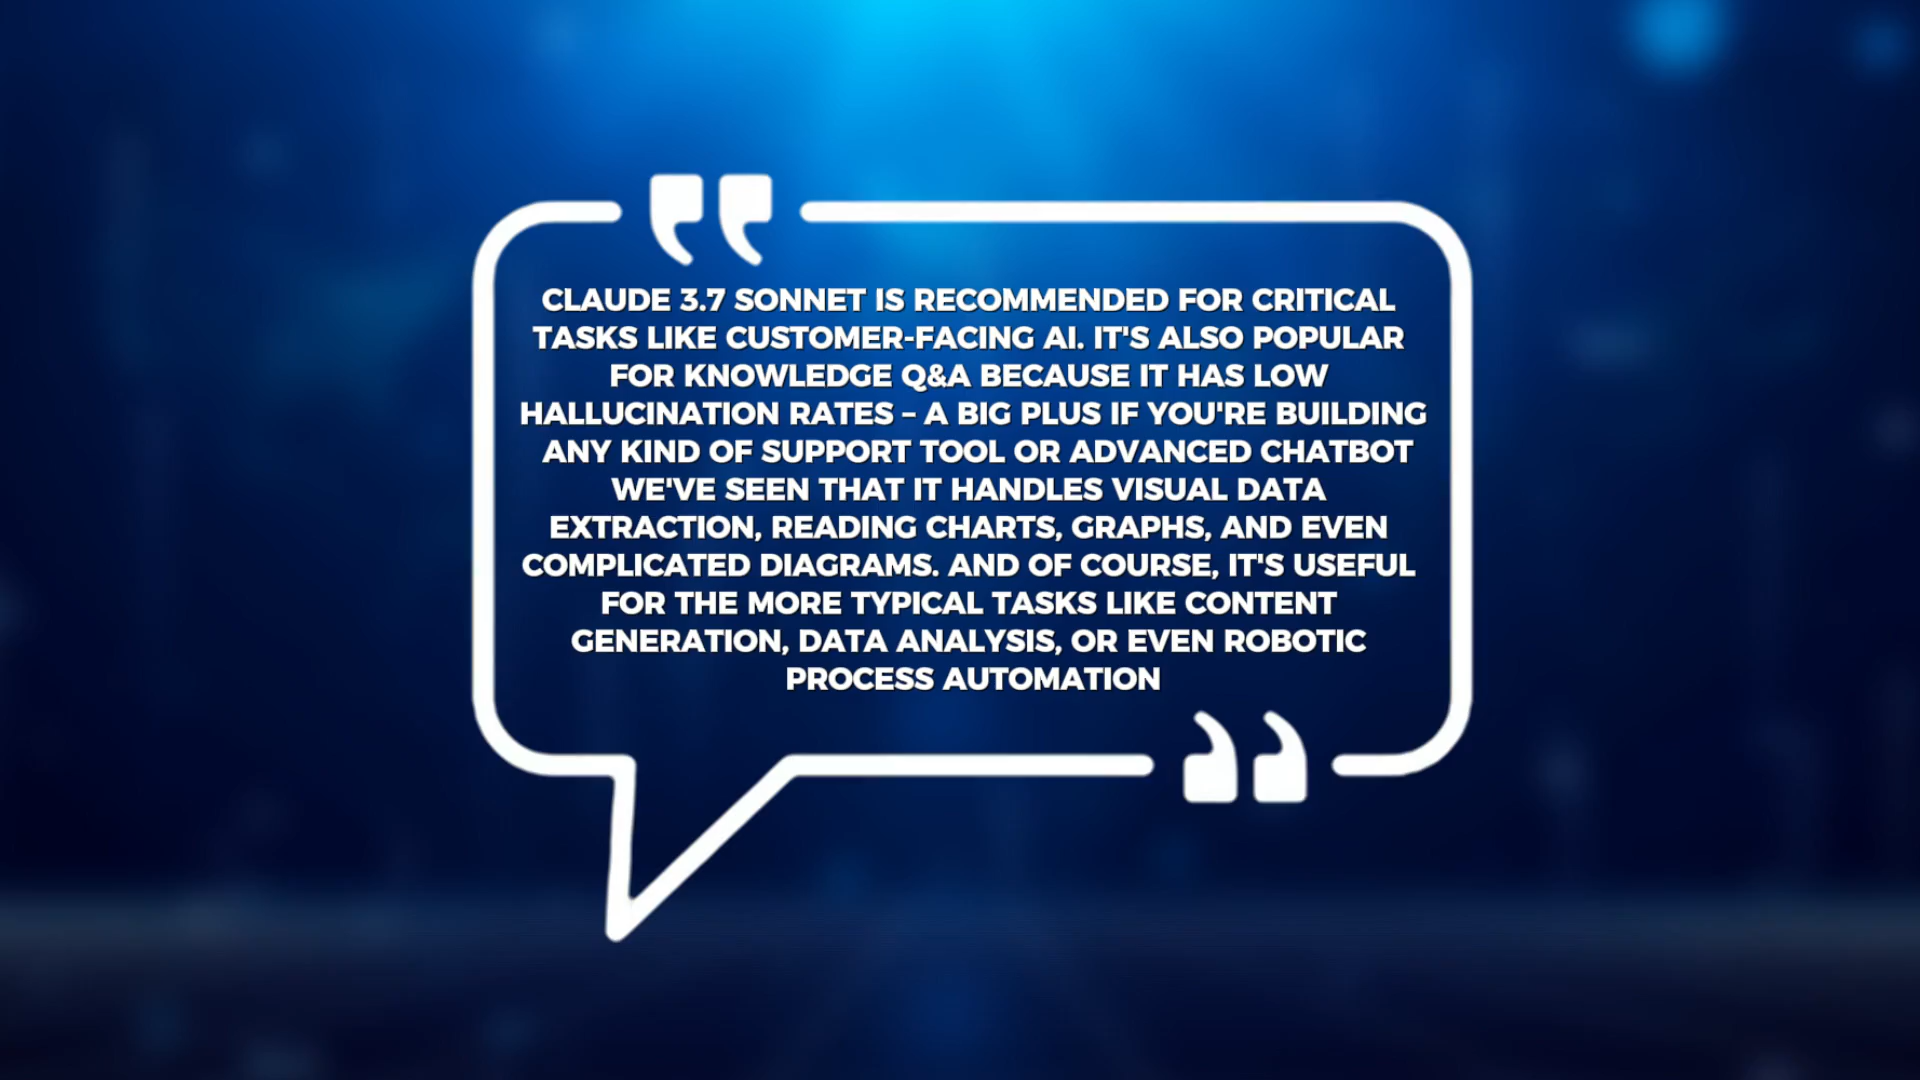 CLAUDE 3.7 SONNET IS RECOMMENDED FOR CRITICAL
TASKS LIKE CUSTOMER-FACING AI. IT'S ALSO POPULAR
FOR KNOWLEDGE Q&A BECAUSE IT HAS LOW
HALLUCINATION RATES – A BIG PLUS IF YOU'RE BUILDING
ANY KIND OF SUPPORT TOOL OR ADVANCED CHATBOT
WE'VE SEEN THAT IT HANDLES VISUAL DATA
EXTRACTION, READING CHARTS, GRAPHS, AND EVEN
COMPLICATED DIAGRAMS. AND OF COURSE, IT'S USEFUL
FOR THE MORE TYPICAL TASKS LIKE CONTENT
GENERATION, DATA ANALYSIS, OR EVEN ROBOTIC
PROCESS AUTOMATION